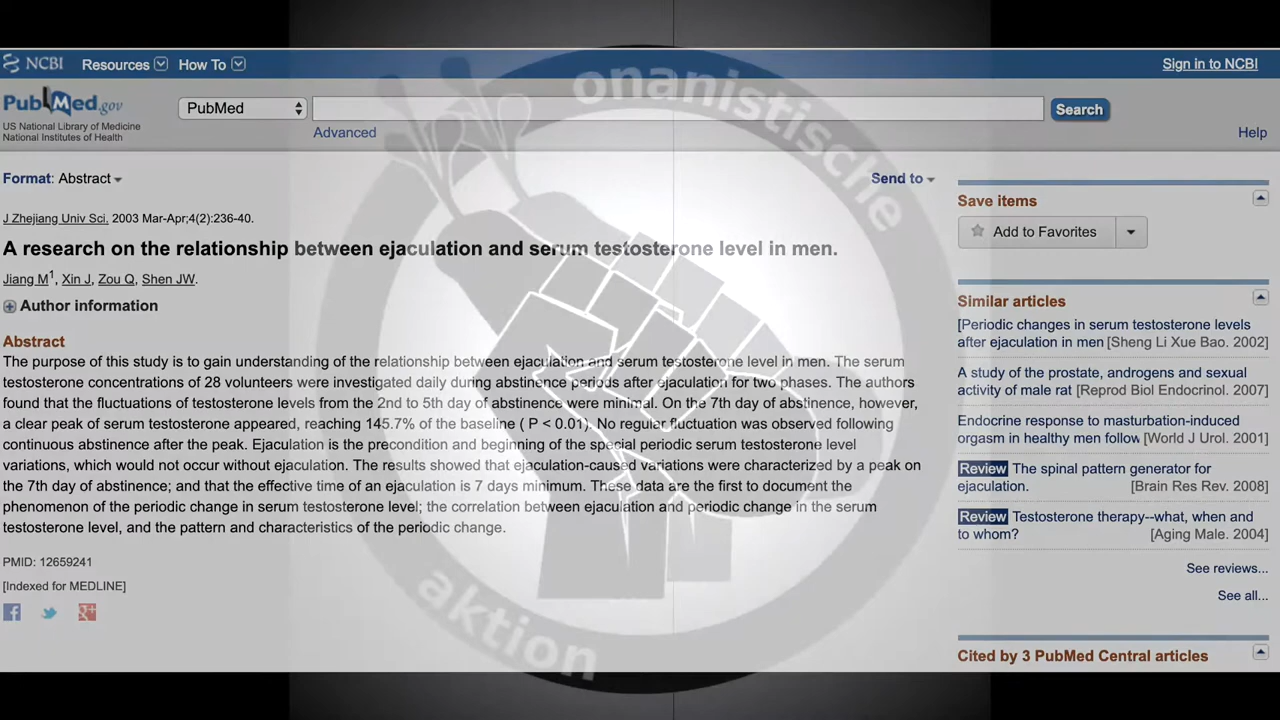 NCBI Resources How To Sign in to NCBI
PubMed.gov
US National Library of Medicine
National Institutes of Health
PubMed
Search
Advanced
Help
Format: Abstract
Send to
J Zhejiang Univ Sci. 2003 Mar-Apr;4(2):236-40.
A research on the relationship between ejaculation and serum testosterone level in men.
Jiang M1, Xin J, Zou Q, Shen JW.
Author information
Abstract
The purpose of this study is to gain understanding of the relationship between ejaculation and serum testosterone level in men. The serum
testosterone concentrations of 28 volunteers were investigated daily during abstinence periods after ejaculation for two phases. The authors
found that the fluctuations of testosterone levels from the 2nd to 5th day of abstinence were minimal. On the 7th day of abstinence, however,
a clear peak of serum testosterone appeared, reaching 145.7% of the baseline ( P < 0.01). No regular fluctuation was observed following
continuous abstinence after the peak. Ejaculation is the precondition and beginning of the special periodic serum testosterone level
variations, which would not occur without ejaculation. The results showed that ejaculation-caused variations were characterized by a peak on
the 7th day of abstinence; and that the effective time of an ejaculation is 7 days minimum. These data are the first to document the
phenomenon of the periodic change in serum testosterone level; the correlation between ejaculation and periodic change in the serum
testosterone level, and the pattern and characteristics of the periodic change.
PMID: 12659241
[Indexed for MEDLINE]
Save items
Add to Favorites
Similar articles
[Periodic changes in serum testosterone levels
after ejaculation in men [Sheng Li Xue Bao. 2002]
A study of the prostate, androgens and sexual
activity of male rat [Reprod Biol Endocrinol. 2007]
Endocrine response to masturbation-induced
orgasm in healthy men follow [World J Urol. 2001]
Review The spinal pattern generator for
ejaculation. [Brain Res Rev. 2008]
Review Testosterone therapy--what, when and
to whom? [Aging Male. 2004]
See reviews...
See all...
Cited by 3 PubMed Central articles
onanistische
aktion